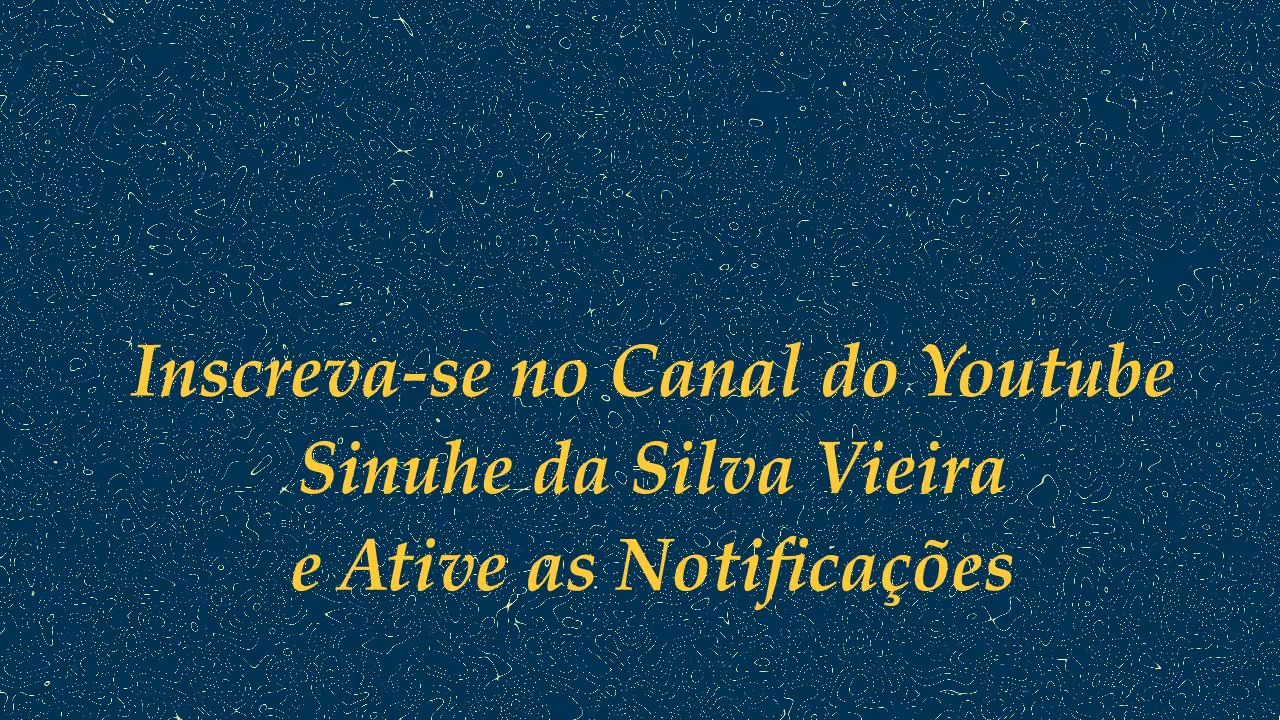 Inscreva-se no Canal do Youtube
Sinuhe da Silva Vieira
e Ative as Notificações